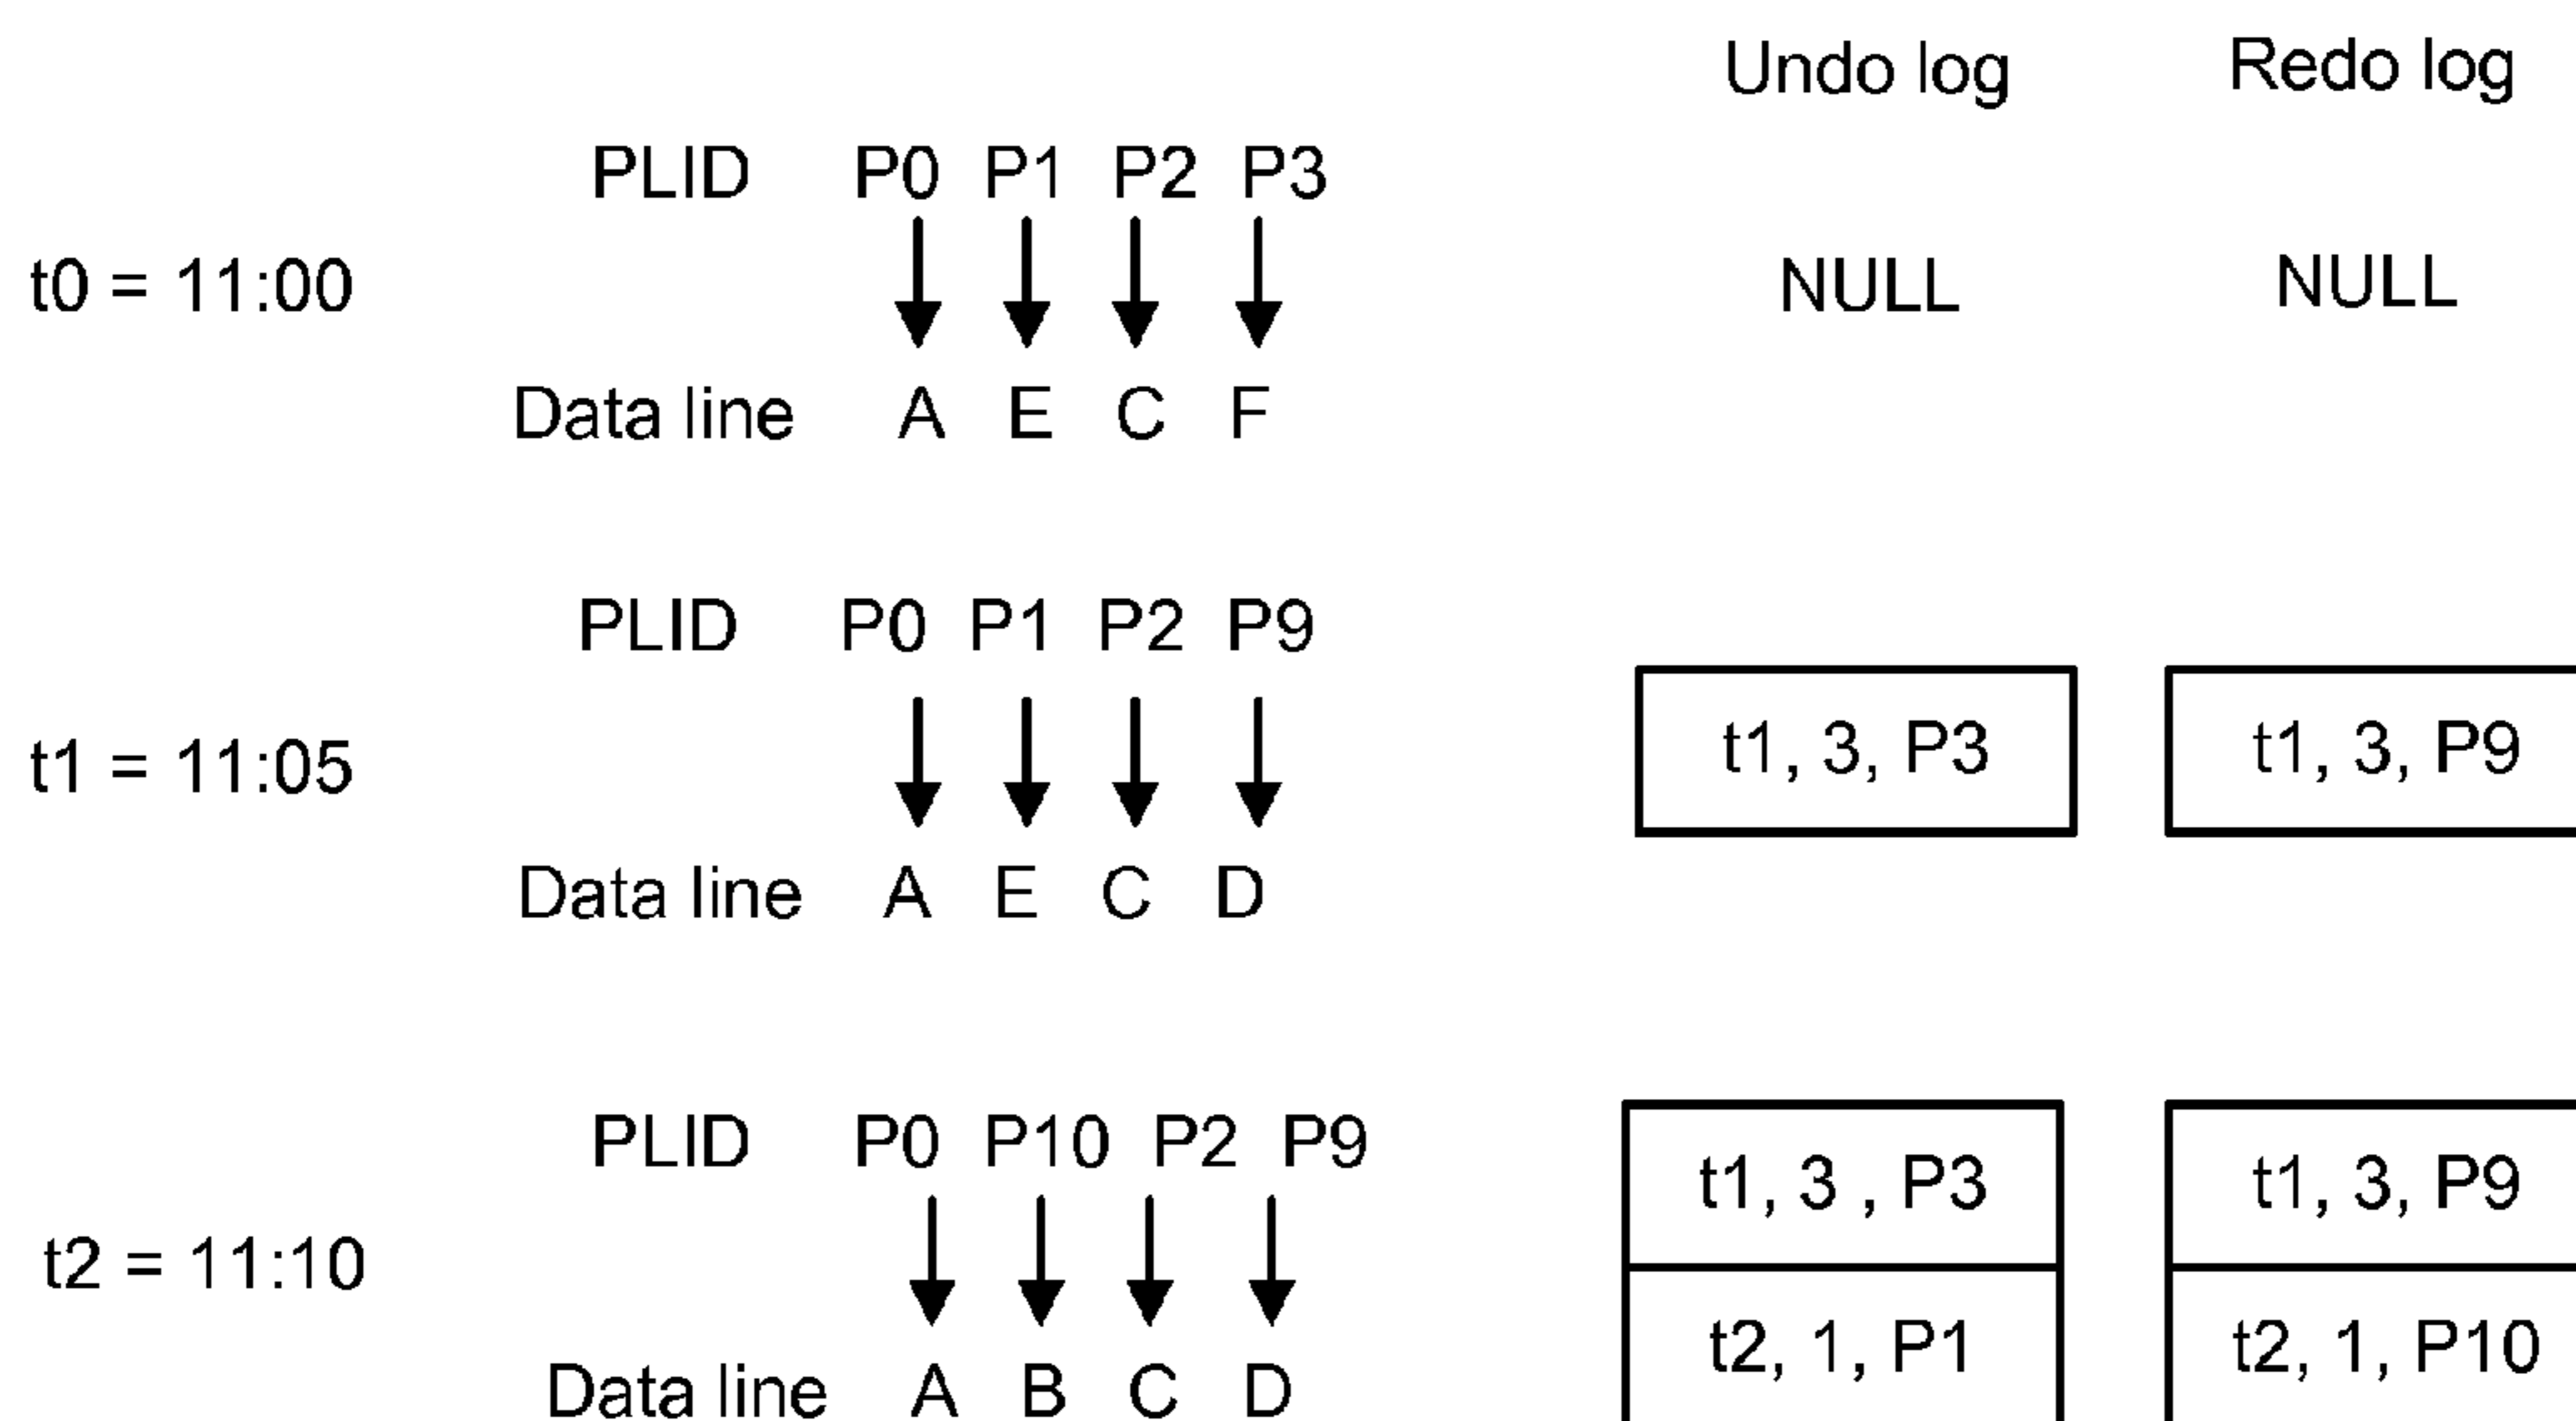 Undo log Redo log
PLID P0 P1 P2 P3
t0 = 11:00 NULL NULL
Data line A E C F
PLID P0 P1 P2 P9
t1 = 11:05 t1, 3, P3 t1, 3, P9
Data line A E C D
PLID P0 P10 P2 P9
t1, 3 , P3 t1, 3, P9
t2 = 11:10
t2, 1, P1 t2, 1, P10
Data line A B C D